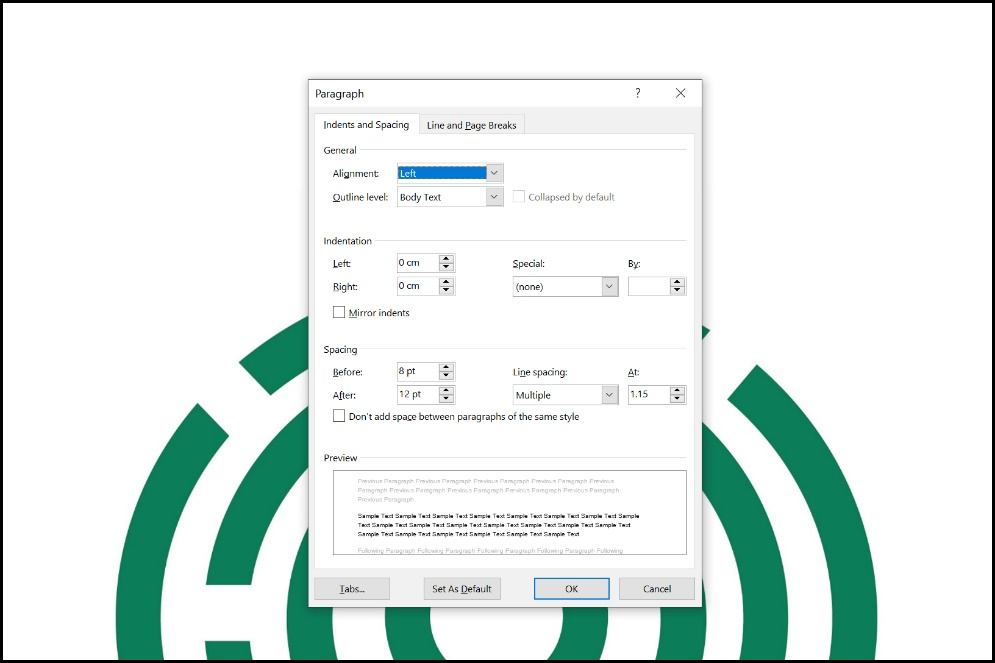 Paragraph ? ×
Indents and Spacing Line and Page Breaks
General
Alignment: Left
Outline level: Body Text Collapsed by default
Indentation
Left: 0 cm Special: By:
Right: 0 cm (none)
Mirror indents
Spacing
Before: 8 pt Line spacing: At:
After: 12 pt Multiple 1.15
Don't add space between paragraphs of the same style
Preview
Previous Paragraph Previous Paragraph Previous Paragraph Previous Paragraph Previous
Paragraph Previous Paragraph Previous Paragraph Previous Paragraph Previous Paragraph
Previous Paragraph
Sample Text Sample Text Sample Text Sample Text Sample Text Sample Text Sample Text Sample
Text Sample Text Sample Text Sample Text Sample Text Sample Text Sample Text Sample Text
Sample Text Sample Text Sample Text Sample Text Sample Text Sample Text
Following Paragraph Following Paragraph Following Paragraph Following Paragraph Following
Tabs... Set As Default OK Cancel